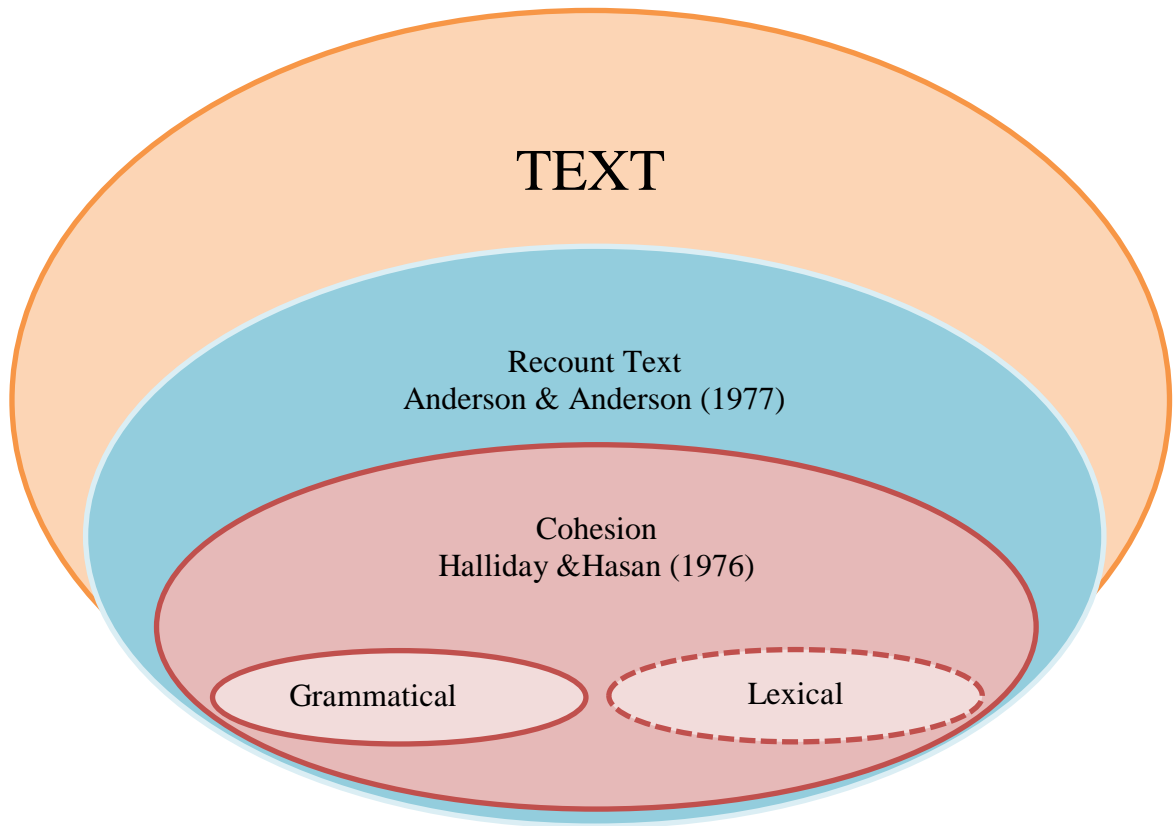 TEXT
Recount Text
Anderson & Anderson (1977)
Cohesion
Halliday &Hasan (1976)
Grammatical
Lexical